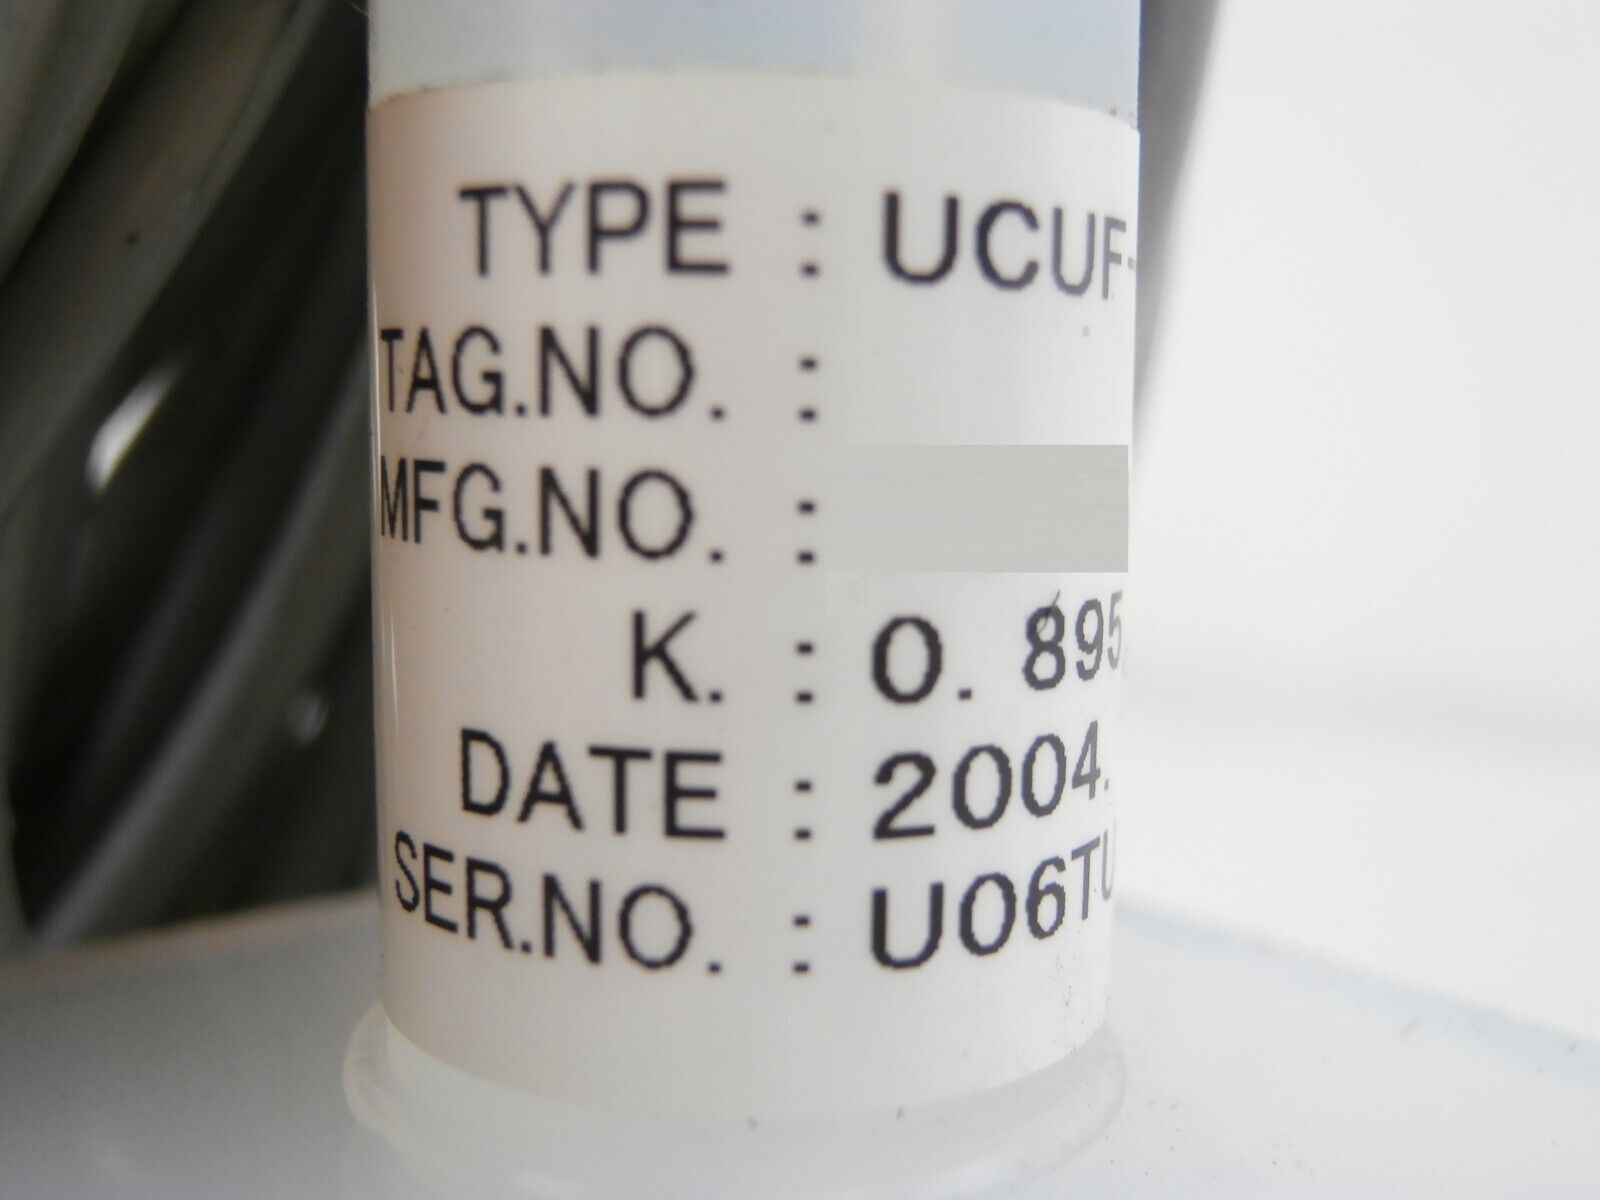 TYPE : UCUF-
TAG.NO. :
MFG.NO. :
K. : 0. 895
DATE : 2004.
SER.NO. : U06TU